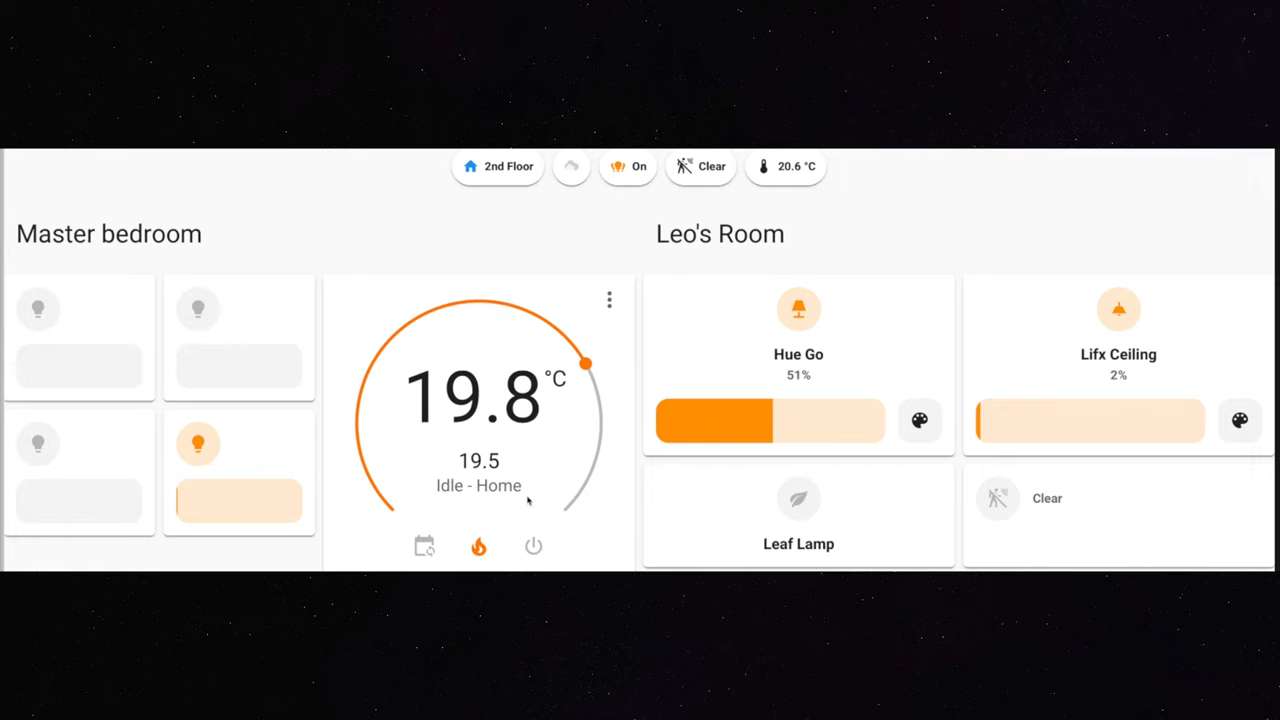 2nd Floor
On
Clear
20.6 °C
Master bedroom
Leo's Room
19.8 °C
19.5
Idle - Home
Hue Go
51%
Lifx Ceiling
2%
Leaf Lamp
Clear